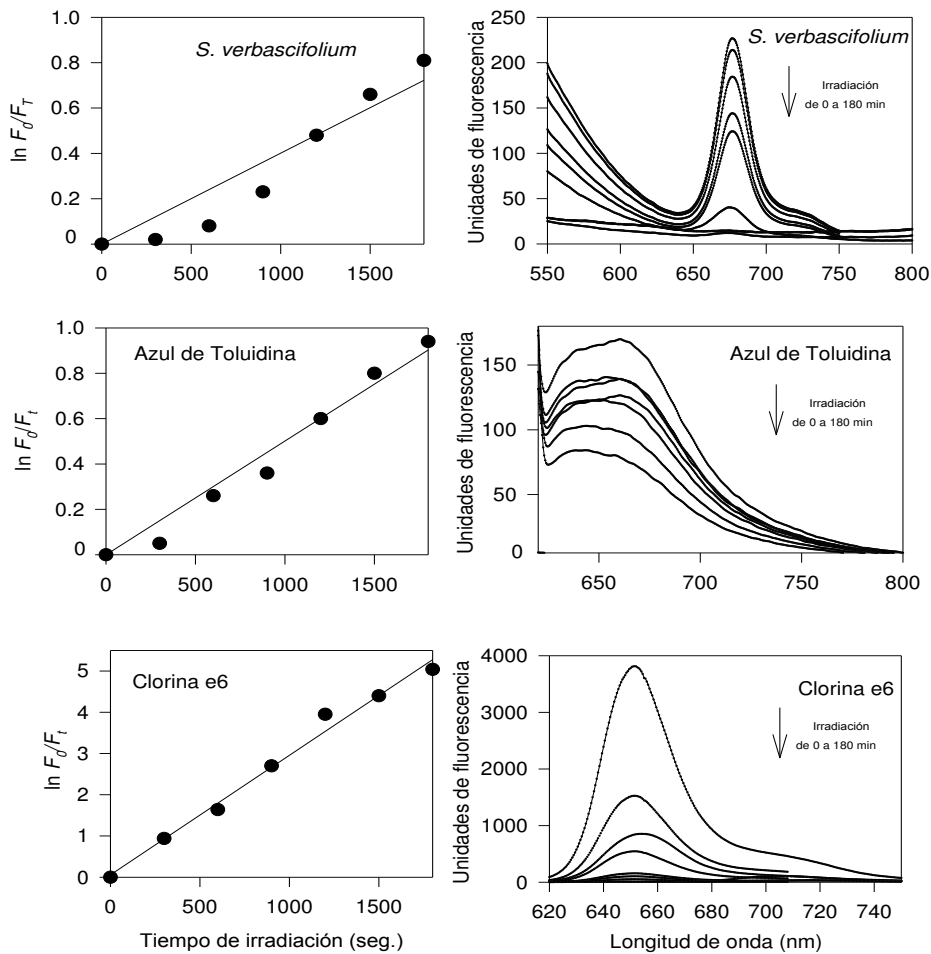 S. verbascifolium
ln F0/FT
1.0
0.8
0.6
0.4
0.2
0
0 500 1000 1500
S. verbascifolium
Irradiación
de 0 a 180 min
Unidades de fluorescencia
250
200
150
100
50
0
550 600 650 700 750 800
Azul de Toluidina
ln F0/Ft
1.0
0.8
0.6
0.4
0.2
0
0 500 1000 1500
Azul de Toluidina
Irradiación
de 0 a 180 min
Unidades de fluorescencia
150
100
50
0
650 700 750 800
Clorina e6
ln F0/Ft
5
4
3
2
1
0
0 500 1000 1500
Tiempo de irradiación (seg.)
Clorina e6
Irradiación
de 0 a 180 min
Unidades de fluorescencia
4000
3000
2000
1000
0
620 640 660 680 700 720 740
Longitud de onda (nm)